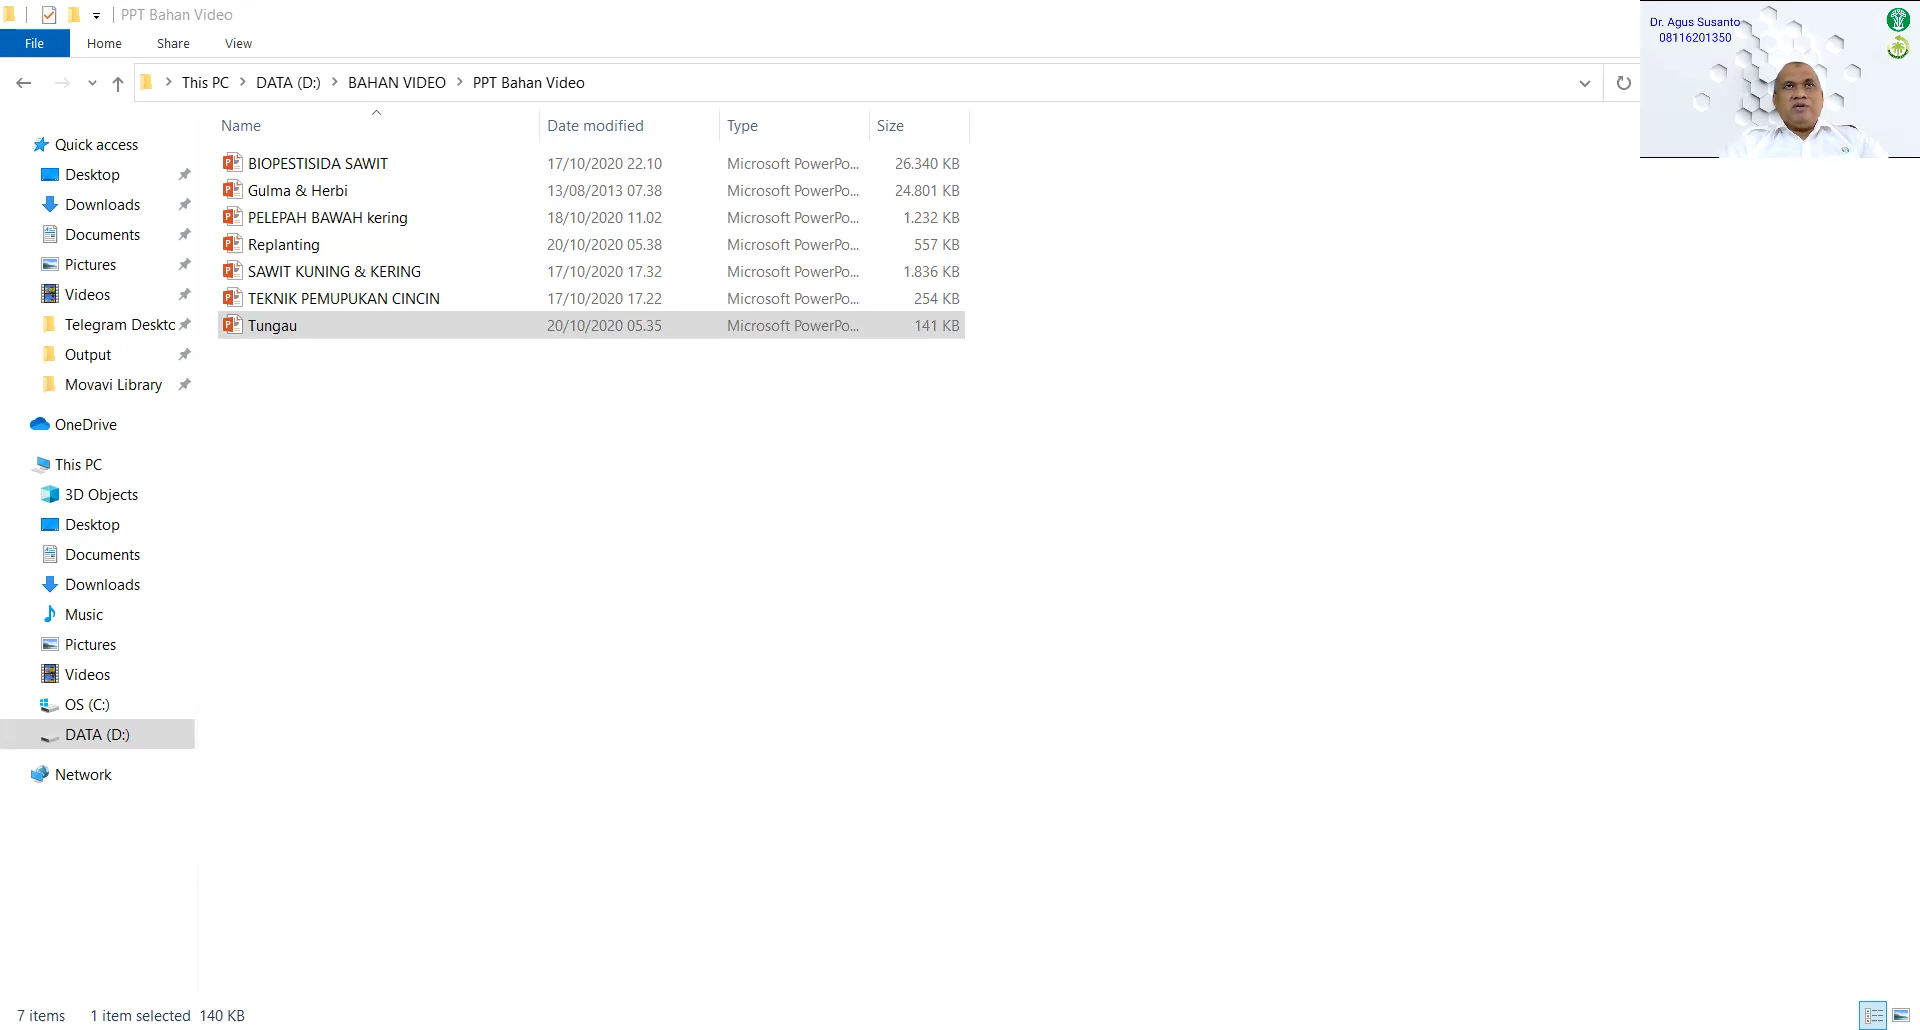 PPT Bahan Video
File Home Share View
This PC DATA (D:) BAHAN VIDEO PPT Bahan Video
Dr. Agus Susanto
08116201350
Name Date modified Type Size
BIOPESTISIDA SAWIT 17/10/2020 22.10 Microsoft PowerPo... 26.340 KB
Gulma & Herbi 13/08/2013 07.38 Microsoft PowerPo... 24.801 KB
PELEPAH BAWAH kering 18/10/2020 11.02 Microsoft PowerPo... 1.232 KB
Replanting 20/10/2020 05.38 Microsoft PowerPo... 557 KB
SAWIT KUNING & KERING 17/10/2020 17.32 Microsoft PowerPo... 1.836 KB
TEKNIK PEMUPUKAN CINCIN 17/10/2020 17.22 Microsoft PowerPo... 254 KB
Tungau 20/10/2020 05.35 Microsoft PowerPo... 141 KB
Quick access
Desktop
Downloads
Documents
Pictures
Videos
Telegram Deskto
Output
Movavi Library
OneDrive
This PC
3D Objects
Desktop
Documents
Downloads
Music
Pictures
Videos
OS (C:)
DATA (D:)
Network
7 items 1 item selected 140 KB